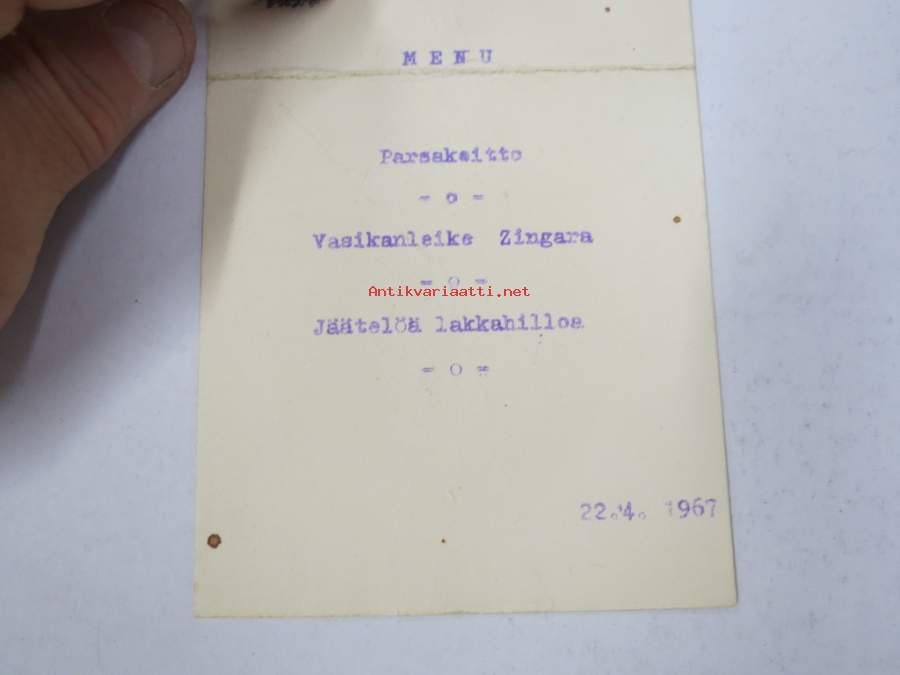 MENU
Parsakeitto
- o -
Vasikanleike Zingara
- o -
Antikvariaatti.net
Jäätelöä lakkahilloa
- o -
22.4. 1967